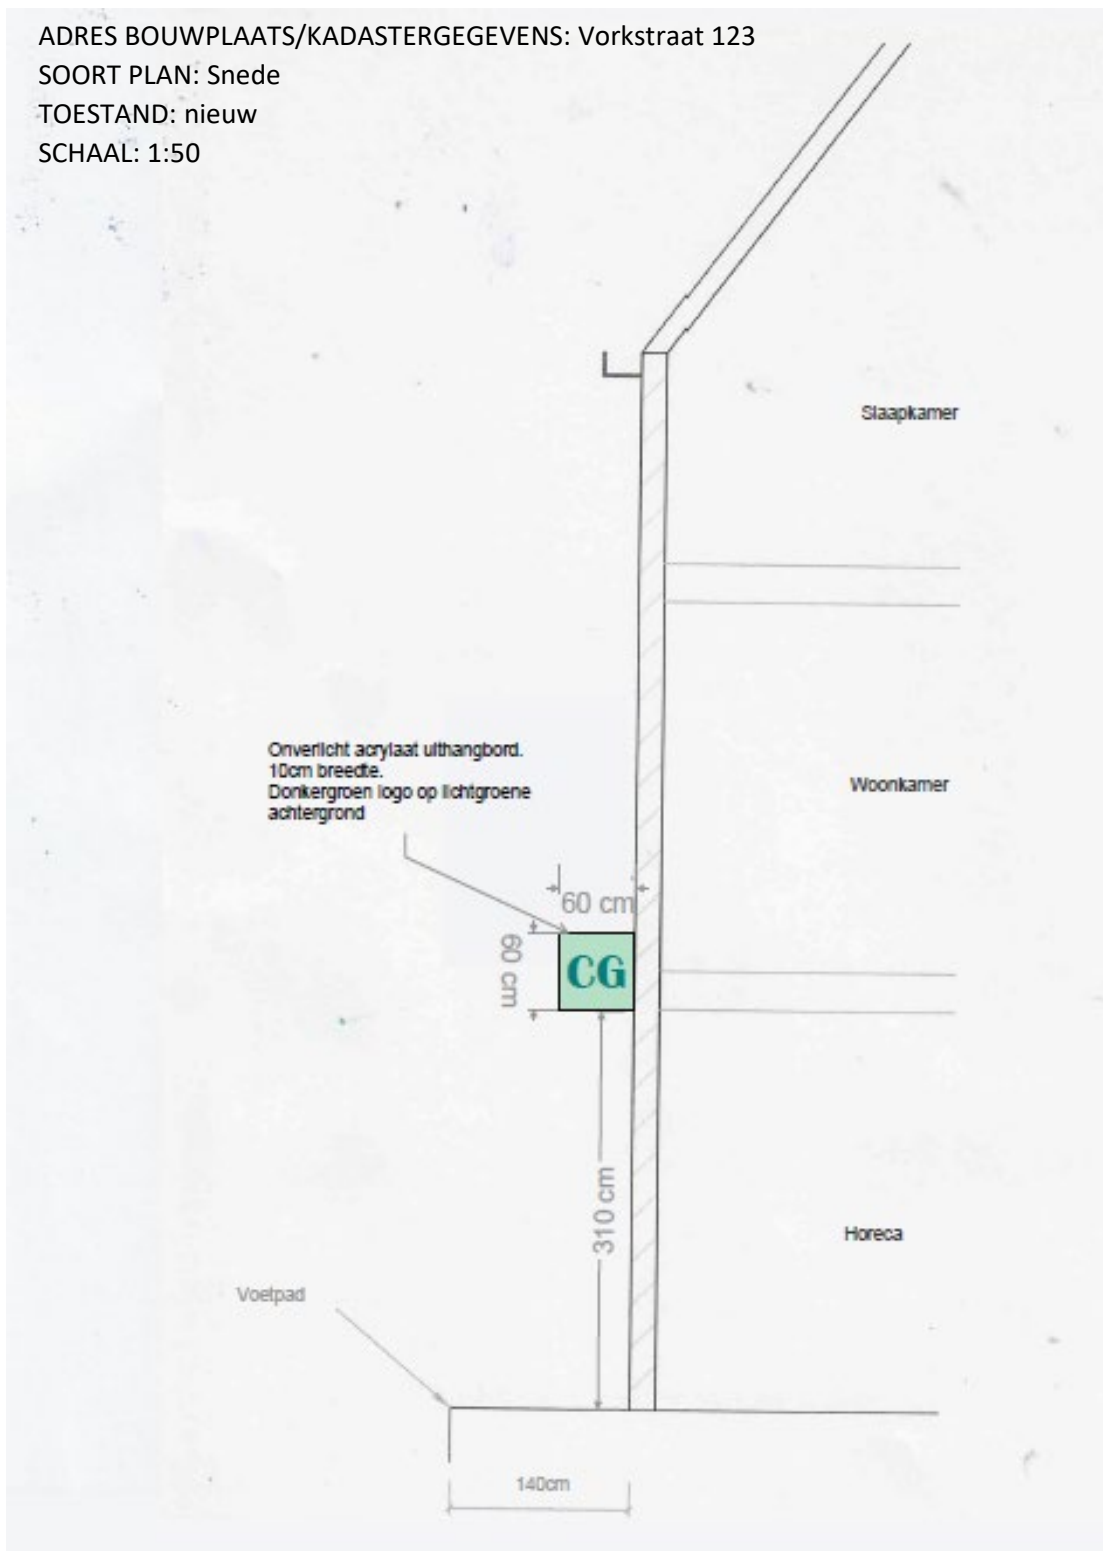 ADRES BOUWPLAATS/KADASTERGEGEVENS: Vorkstraat 123
SOORT PLAN: Snede
TOESTAND: nieuw
SCHAAL: 1:50
Slaapkamer
Onverlicht acrylaat uithangbord.
10cm breedte.
Donkergroen logo op lichtgroene
achtergrond
Woonkamer
60 cm
60 cm
CG
310 cm
Horeca
Voetpad
140cm